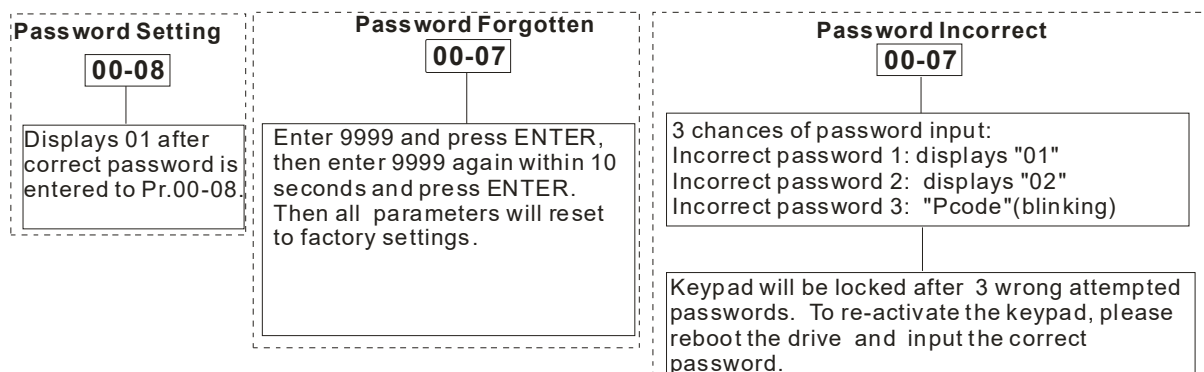 Password Setting
00-08
Displays 01 after
correct password is
entered to Pr.00-08.
Password Forgotten
00-07
Enter 9999 and press ENTER,
then enter 9999 again within 10
seconds and press ENTER.
Then all parameters will reset
to factory settings.
Password Incorrect
00-07
3 chances of password input:
Incorrect password 1: displays "01"
Incorrect password 2: displays "02"
Incorrect password 3: "Pcode"(blinking)
Keypad will be locked after 3 wrong attempted
passwords. To re-activate the keypad, please
reboot the drive and input the correct
password.